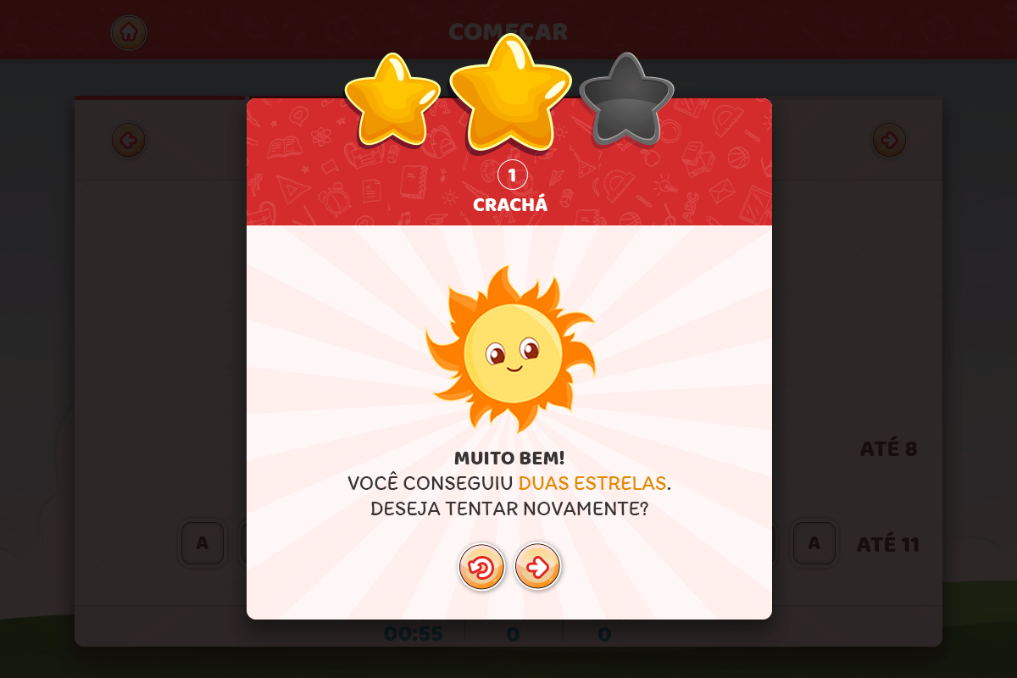 COMEÇAR
1
CRACHÁ
MUITO BEM!
VOCÊ CONSEGUIU DUAS ESTRELAS.
DESEJA TENTAR NOVAMENTE?
ATÉ 8
A
A
ATÉ 11
00:55
0
0